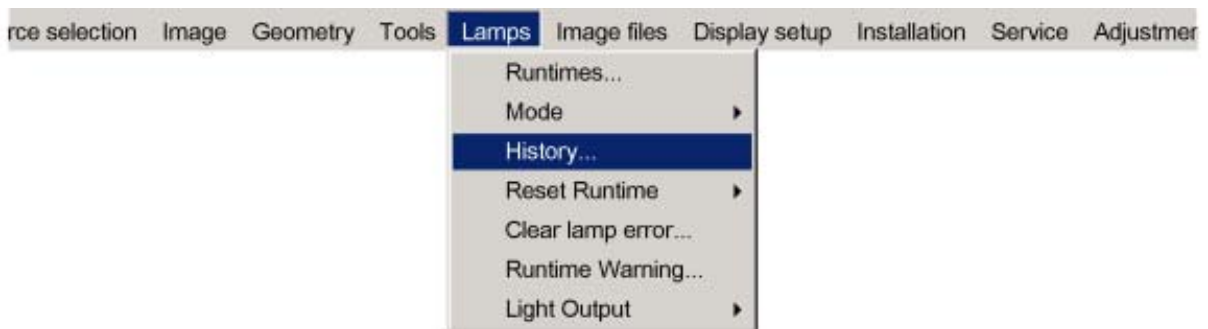 rce selection Image Geometry Tools Lamps Image files Display setup Installation Service Adjustmer
Runtimes...
Mode
History...
Reset Runtime
Clear lamp error...
Runtime Warning...
Light Output